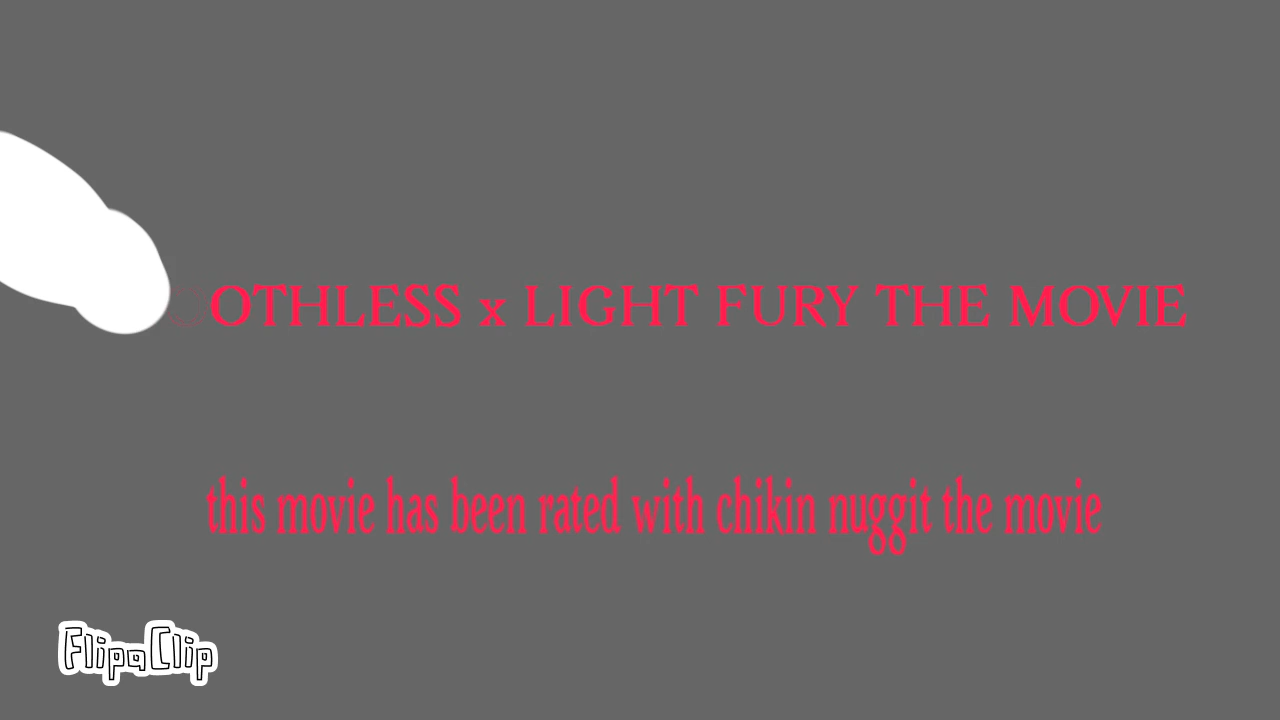 OTHLESS x LIGHT FURY THE MOVIE
this movie has been rated with chikin nuggit the movie
FlipaClip